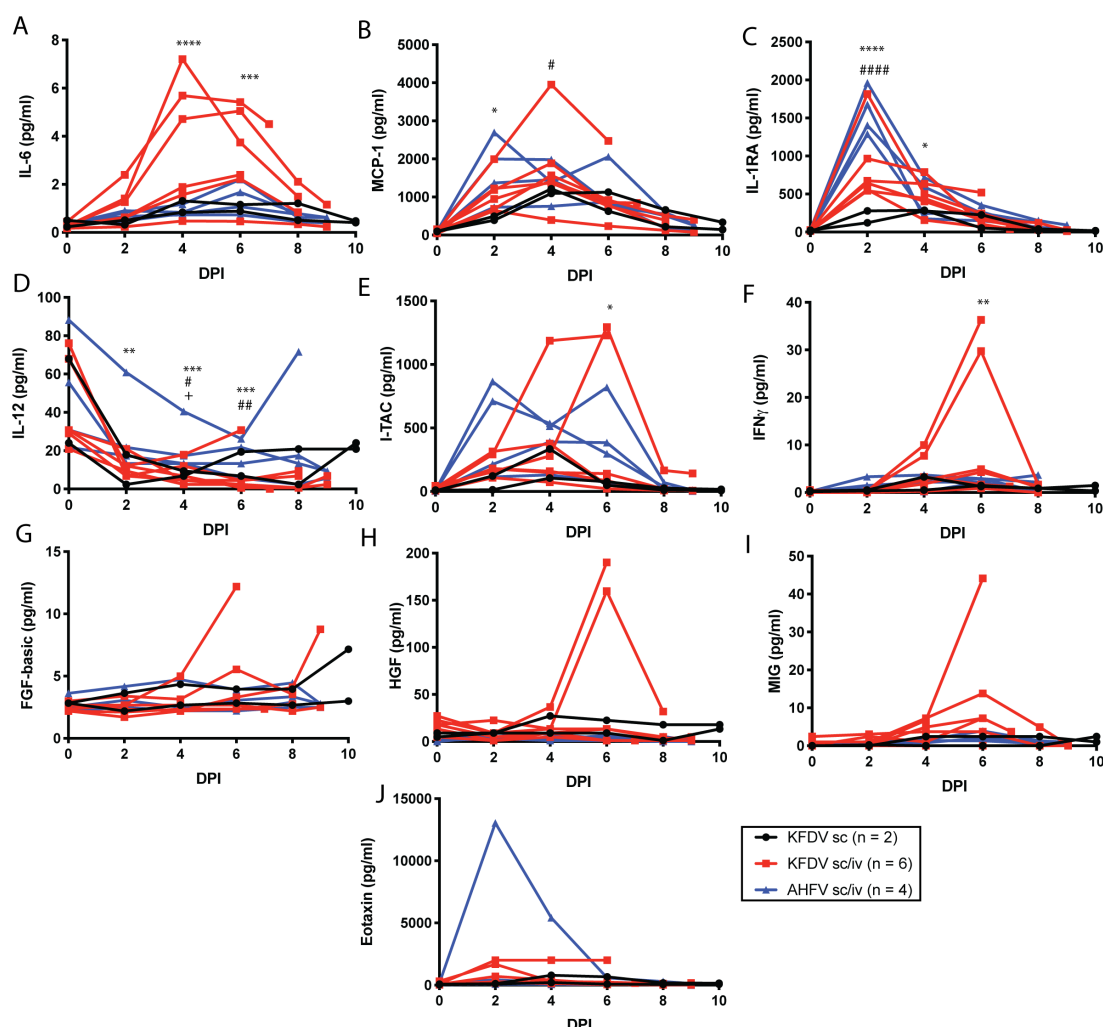 A
IL-6 (pg/ml)
8
6
4
2
0
****
***
0 2 4 6 8 10
DPI
B
MCP-1 (pg/ml)
5000
4000
3000
2000
1000
0
*
#
0 2 4 6 8 10
DPI
C
IL-1RA (pg/ml)
2500
2000
1500
1000
500
0
****
####
*
0 2 4 6 8 10
DPI
D
IL-12 (pg/ml)
100
80
60
40
20
0
**
***
#
+
***
##
0 2 4 6 8 10
DPI
E
I-TAC (pg/ml)
1500
1000
500
0
*
0 2 4 6 8 10
DPI
F
IFNγ (pg/ml)
40
30
20
10
0
**
0 2 4 6 8 10
DPI
G
FGF-basic (pg/ml)
15
10
5
0
0 2 4 6 8 10
DPI
H
HGF (pg/ml)
200
150
100
50
0
0 2 4 6 8 10
DPI
I
MIG (pg/ml)
50
40
30
20
10
0
0 2 4 6 8 10
DPI
J
Eotaxin (pg/ml)
15000
10000
5000
0
0 2 4 6 8 10
DPI
KFDV sc (n = 2)
KFDV sc/iv (n = 6)
AHFV sc/iv (n = 4)